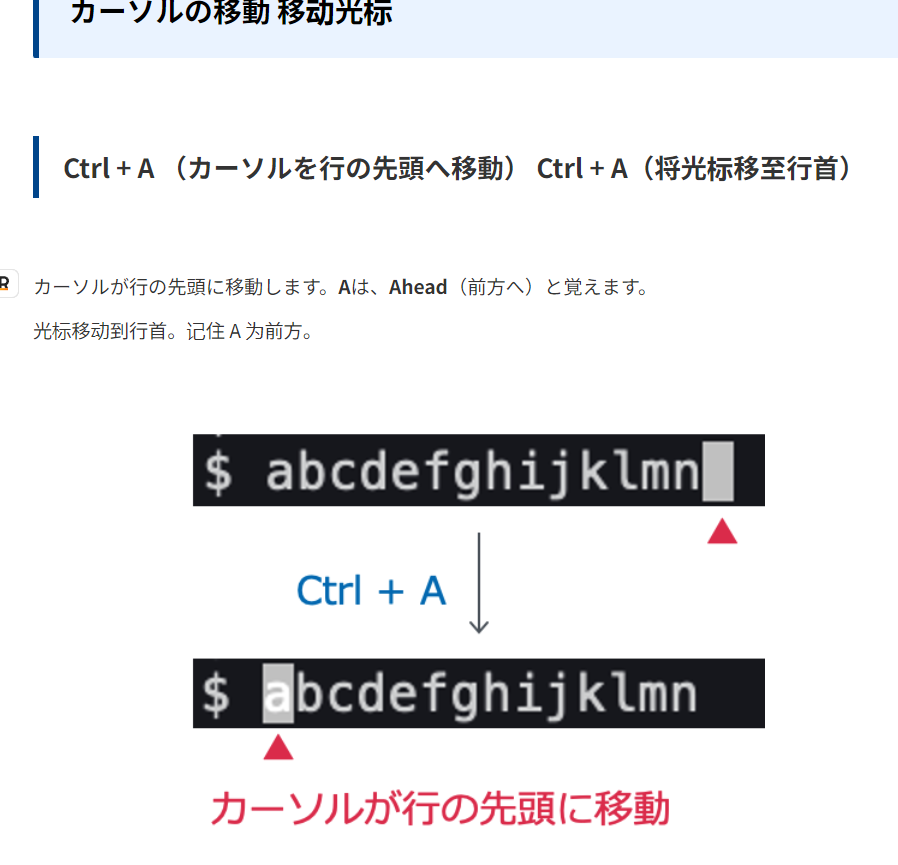 カーソルの移動 移动光标
Ctrl + A （カーソルを行の先頭へ移動） Ctrl + A（将光标移至行首）
R
カーソルが行の先頭に移動します。Aは、Ahead（前方へ）と覚えます。
光标移动到行首。记住 A 为前方。
$ abcdefghijklmn
Ctrl + A
$ abcdefghijklmn
カーソルが行の先頭に移動